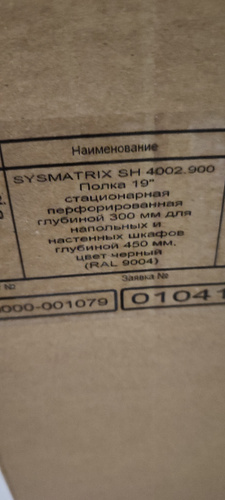 Наименование
SYSMATRIX SH 4002.900
Полка 19"
стационарная
перфорированная
глубиной 300 мм для
напольных и
настенных шкафов
глубиной 450 мм,
цвет черный
(RAL 9004)
№
Заявка №
000-001079
01041